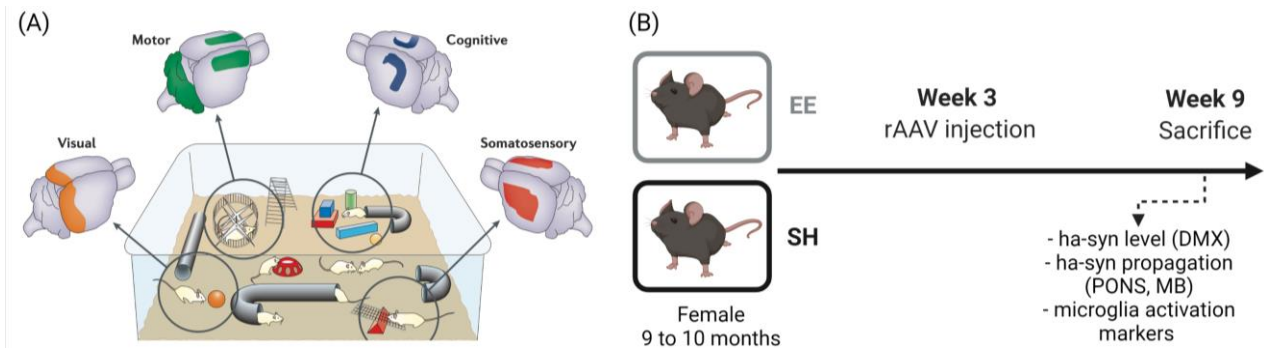 (A)
Motor
Cognitive
Visual
Somatosensory
(B)
EE
SH
Female
9 to 10 months
Week 3
rAAV injection
Week 9
Sacrifice
- ha-syn level (DMX)
- ha-syn propagation
(PONS, MB)
- microglia activation
markers